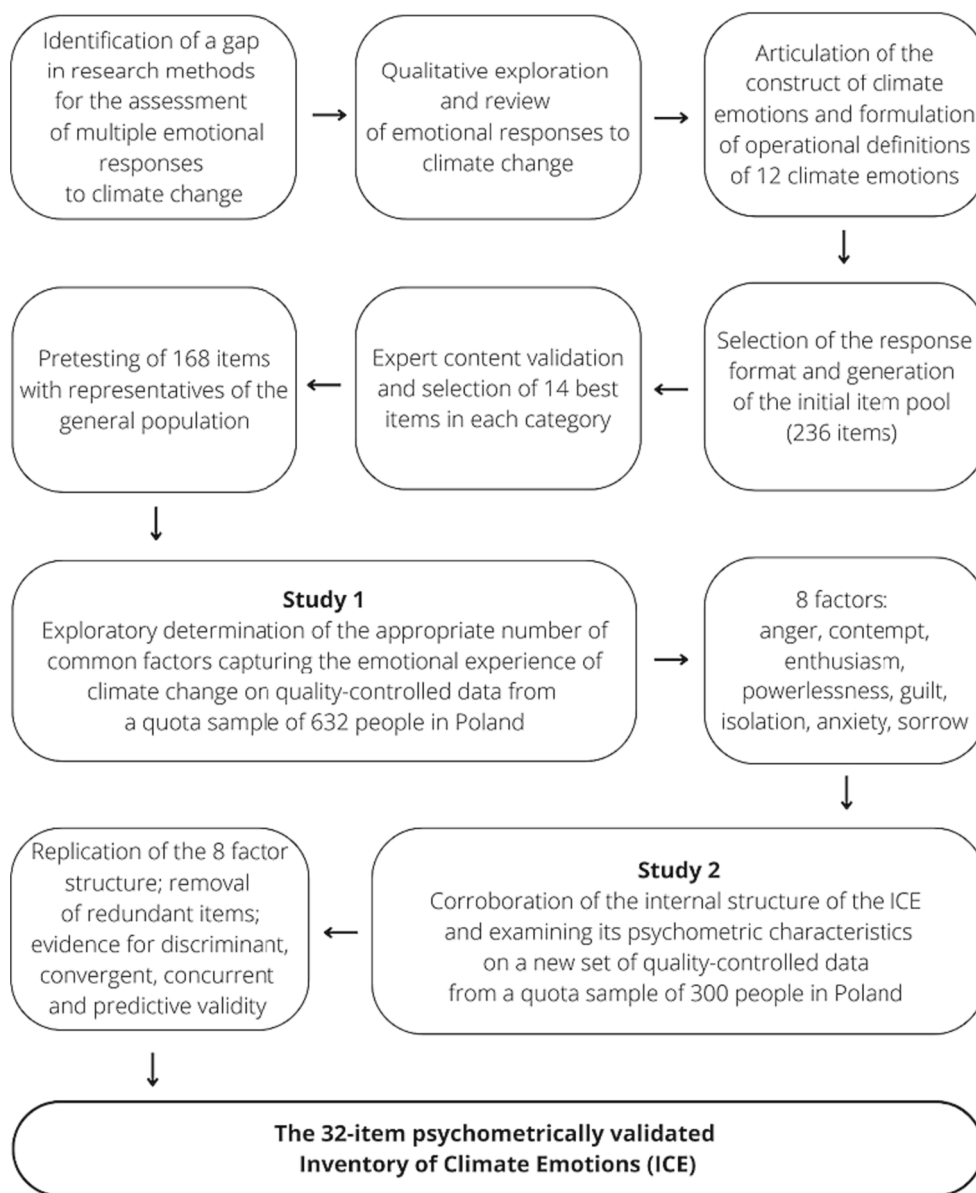 Identification of a gap
in research methods
for the assessment
of multiple emotional
responses
to climate change
Qualitative exploration
and review
of emotional responses to
climate change
Articulation of the
construct of climate
emotions and formulation
of operational definitions
of 12 climate emotions
Selection of the response
format and generation
of the initial item pool
(236 items)
Expert content validation
and selection of 14 best
items in each category
Pretesting of 168 items
with representatives of the
general population
Study 1
Exploratory determination of the appropriate number of
common factors capturing the emotional experience of
climate change on quality-controlled data from
a quota sample of 632 people in Poland
8 factors:
anger, contempt,
enthusiasm,
powerlessness, guilt,
isolation, anxiety, sorrow
Study 2
Corroboration of the internal structure of the ICE
and examining its psychometric characteristics
on a new set of quality-controlled data
from a quota sample of 300 people in Poland
Replication of the 8 factor
structure; removal
of redundant items;
evidence for discriminant,
convergent, concurrent
and predictive validity
The 32-item psychometrically validated
Inventory of Climate Emotions (ICE)